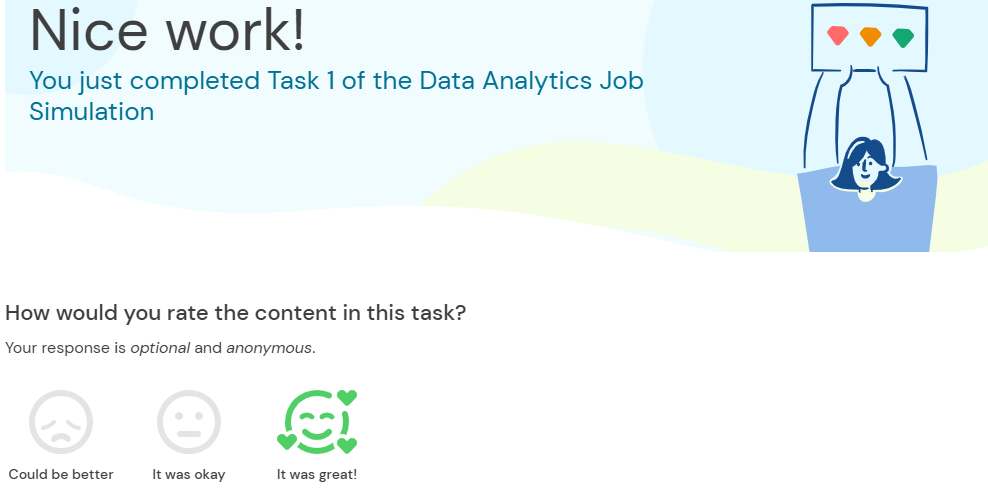 Nice work!
You just completed Task 1 of the Data Analytics Job
Simulation
How would you rate the content in this task?
Your response is optional and anonymous.
Could be better
It was okay
It was great!